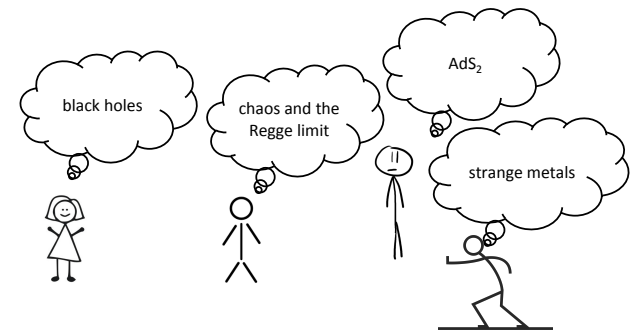 black holes
chaos and the
Regge limit
AdS₂
strange metals